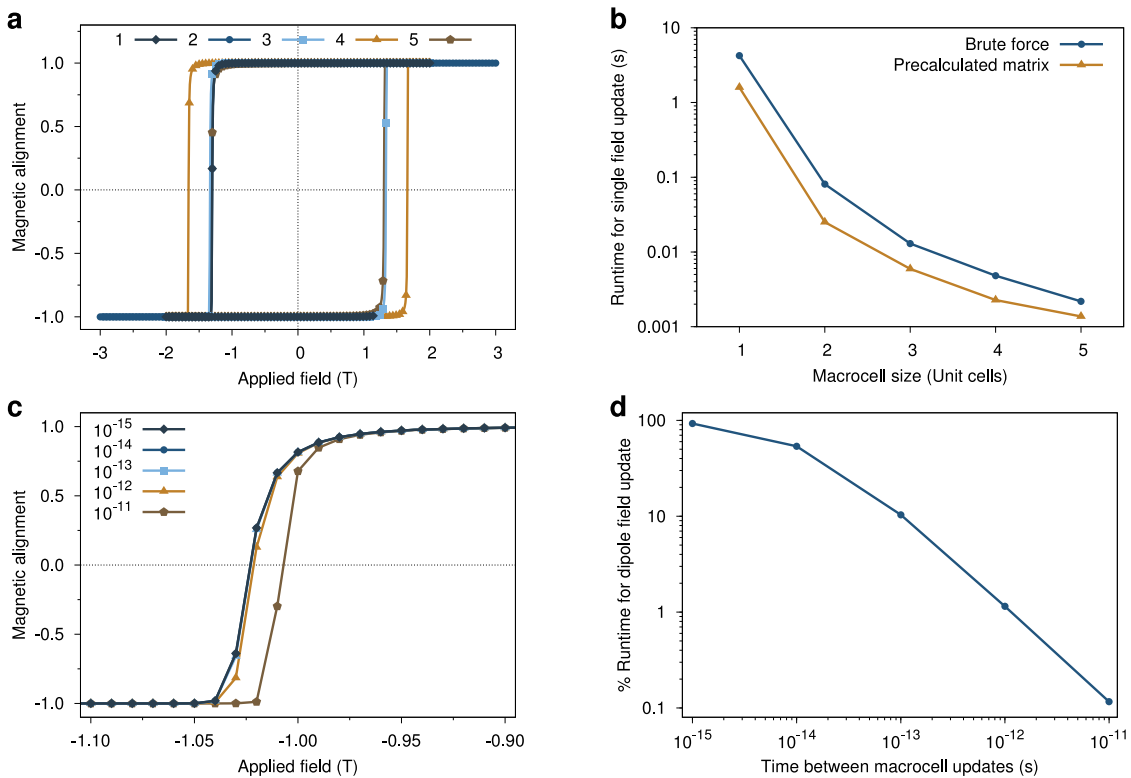 a
1 2 3 4 5
1.0
0.5
0.0
-0.5
-1.0
Magnetic alignment
-3 -2 -1 0 1 2 3
Applied field (T)
b
Brute force
Precalculated matrix
10
1
0.1
0.01
0.001
Runtime for single field update (s)
1 2 3 4 5
Macrocell size (Unit cells)
c
10-15
10-14
10-13
10-12
10-11
1.0
0.5
0.0
-0.5
-1.0
Magnetic alignment
-1.10 -1.05 -1.00 -0.95 -0.90
Applied field (T)
d
100
10
1
0.1
% Runtime for dipole field update
10-15 10-14 10-13 10-12 10-11
Time between macrocell updates (s)